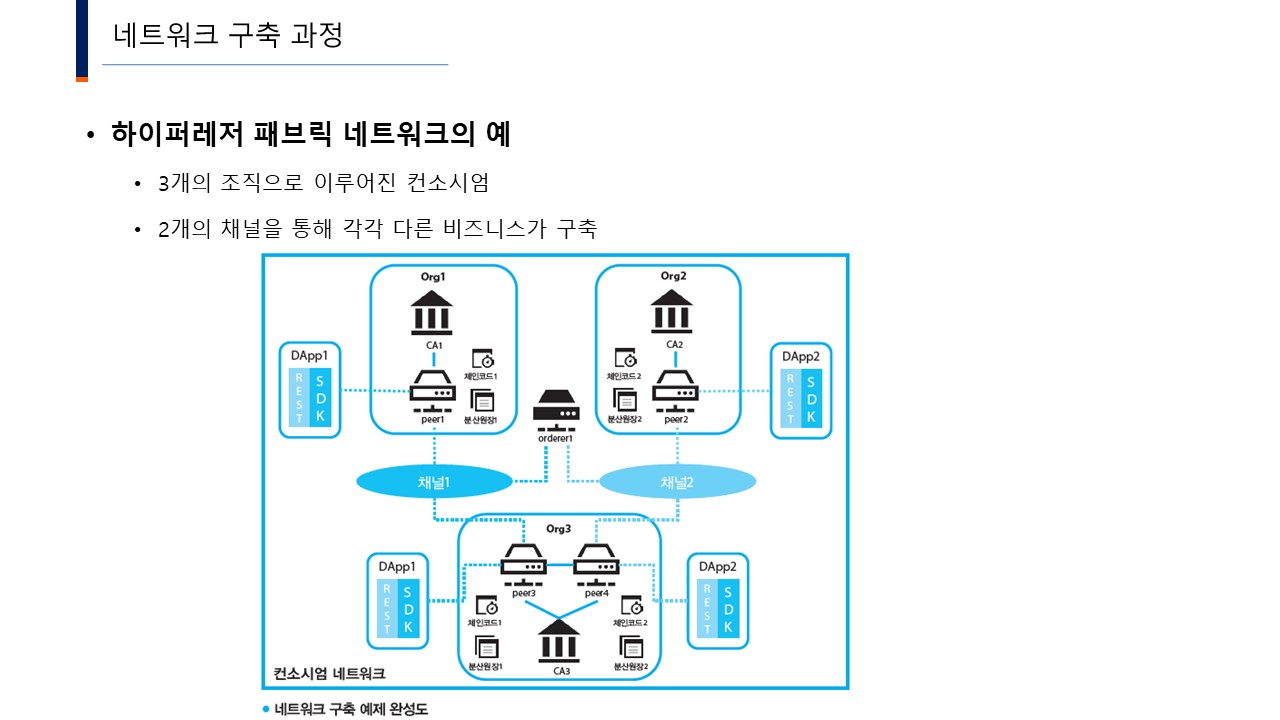 네트워크 구축 과정
• 하이퍼레저 패브릭 네트워크의 예
• 3개의 조직으로 이루어진 컨소시엄
• 2개의 채널을 통해 각각 다른 비즈니스가 구축
Org1
CA1
체인코드1
peer1
분산원장1
Org2
CA2
체인코드2
peer2
분산원장2
DApp1
REST
SDK
DApp2
REST
SDK
orderer1
채널1
채널2
Org3
peer3
peer4
체인코드1
체인코드2
분산원장1
분산원장2
CA3
DApp1
REST
SDK
DApp2
REST
SDK
컨소시엄 네트워크
• 네트워크 구축 예제 완성도